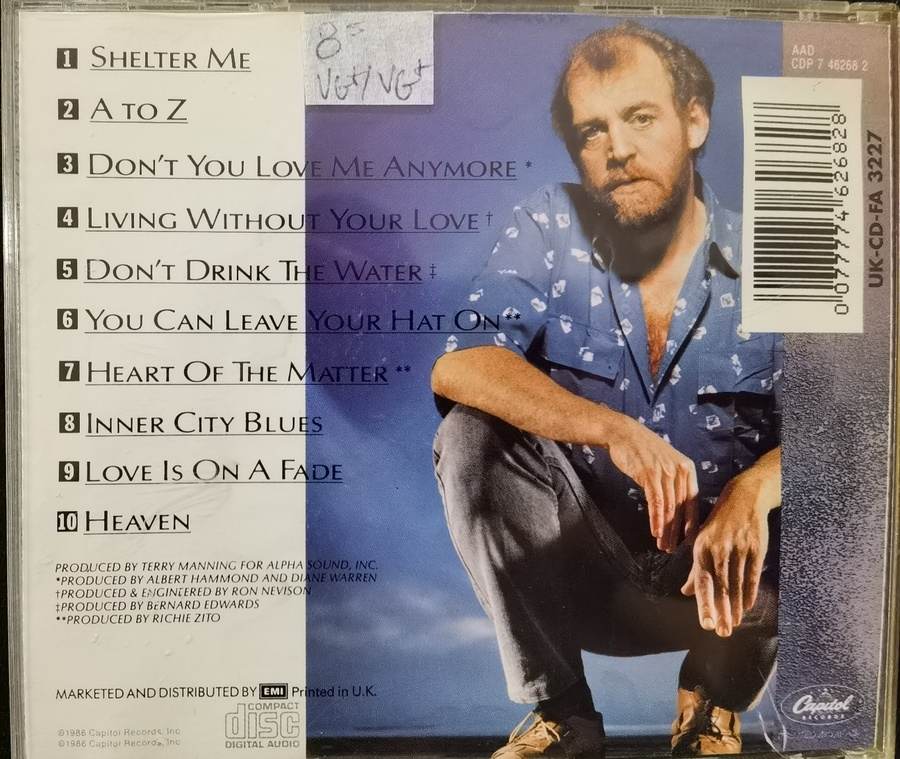 1 SHELTER ME
2 A TO Z
3 DON'T YOU LOVE ME ANYMORE *
4 LIVING WITHOUT YOUR LOVE †
5 DON'T DRINK THE WATER ‡
6 YOU CAN LEAVE YOUR HAT ON **
7 HEART OF THE MATTER **
8 INNER CITY BLUES
9 LOVE IS ON A FADE
10 HEAVEN
PRODUCED BY TERRY MANNING FOR ALPHA SOUND, INC.
*PRODUCED BY ALBERT HAMMOND AND DIANE WARREN
†PRODUCED & ENGINEERED BY RON NEVISON
‡PRODUCED BY BERNARD EDWARDS
**PRODUCED BY RICHIE ZITO
MARKETED AND DISTRIBUTED BY EMI Printed in U.K.
COMPACT
disc
DIGITAL AUDIO
©1986 Capitol Records, Inc
℗1986 Capitol Records, Inc
8=
VG+/VG+
AAD
CDP 7 46268 2
0 077774 626828
UK-CD-FA 3227
Capitol
RECORDS